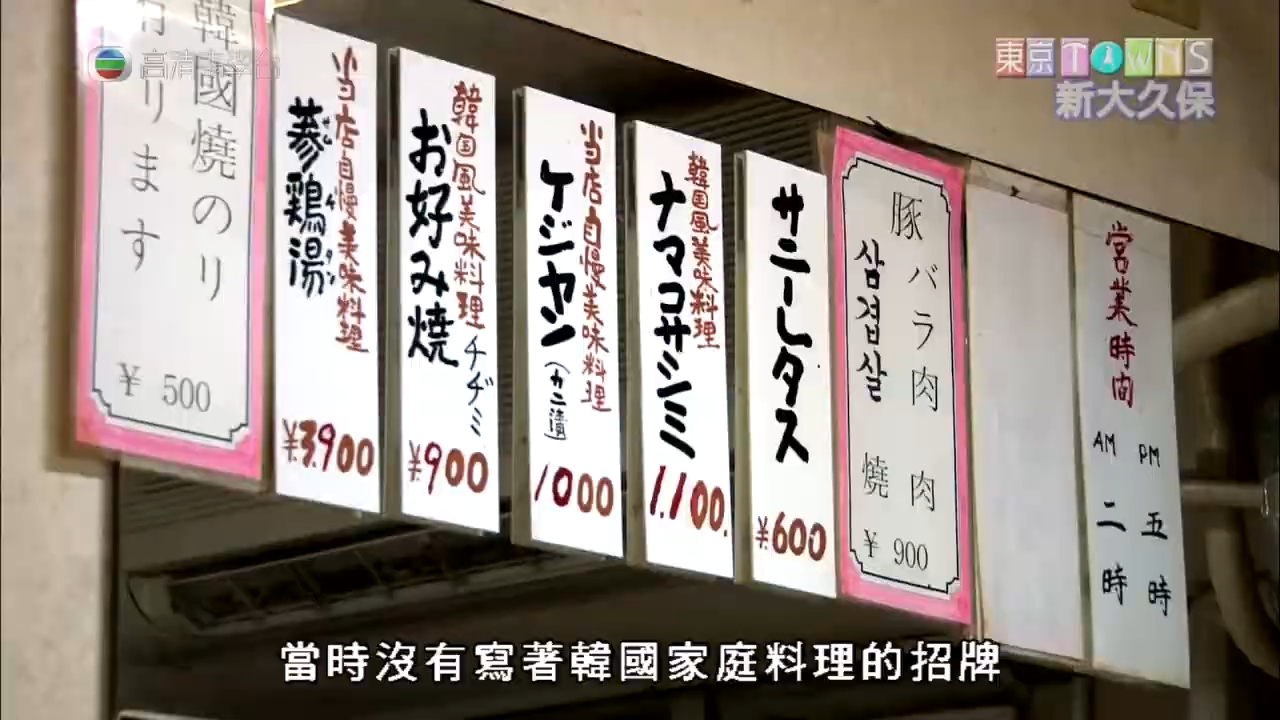 高清翡翠台
東京TOWNS
新大久保
韓國燒のり
有ります
¥ 500
当店自慢美味料理
蔘鶏湯
¥3,900
韓国風美味料理 チヂミ
お好み焼
¥900
当店自慢美味料理
ケジャン(カニ漬)
1000
韓国風美味料理
ナマコサシミ
1,100.
サニーレタス
¥600
豚バラ肉 肉
삼겹살 燒
¥ 900
営業時间
AM 二時
PM 五時
當時沒有寫著韓國家庭料理的招牌